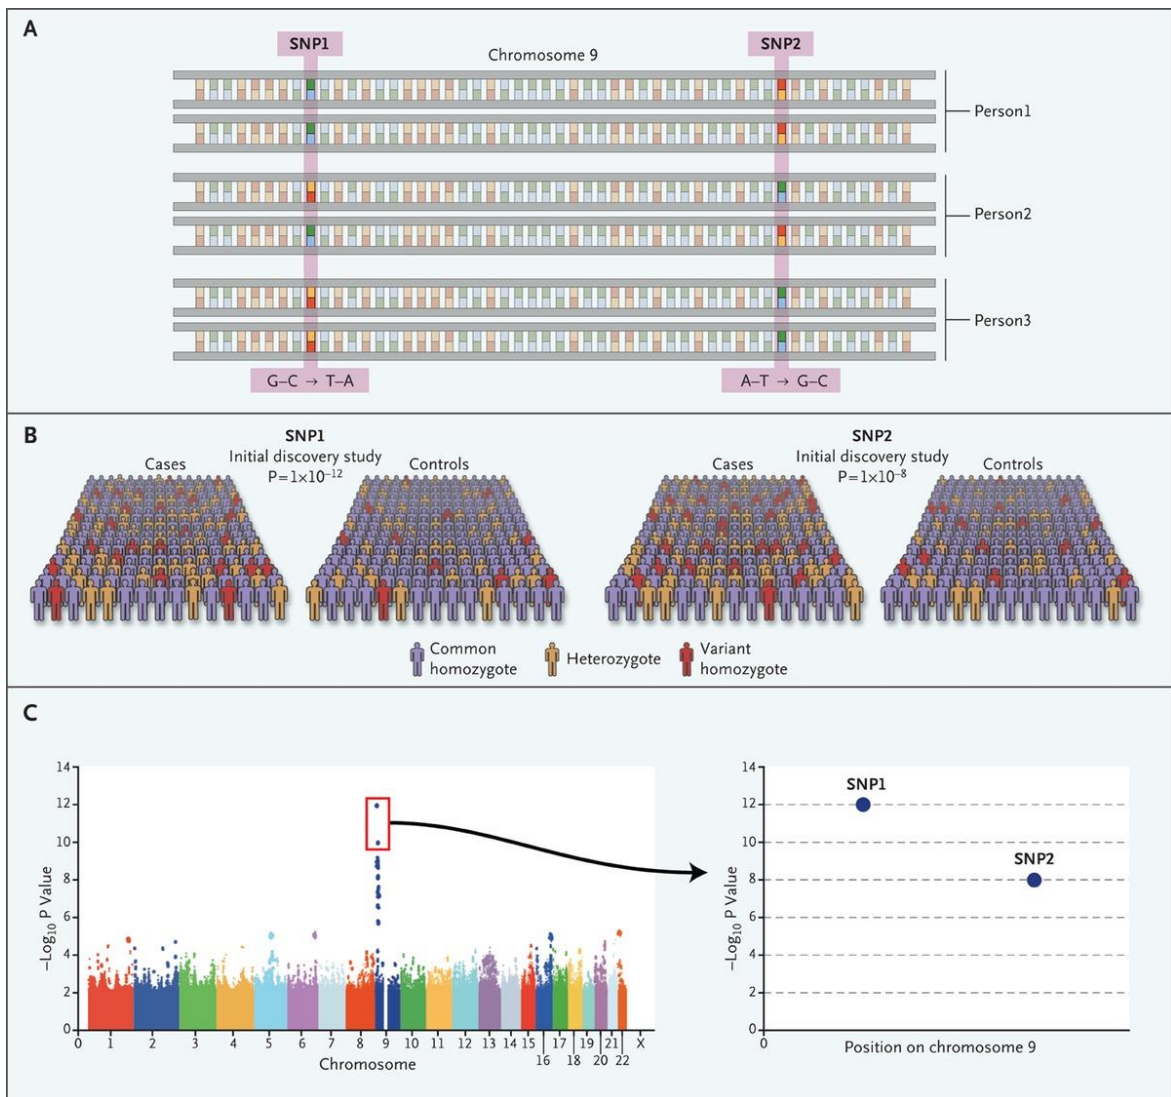 A
SNP1
SNP2
Chromosome 9
Person1
Person2
Person3
G–C → T–A
A–T → G–C
B
SNP1
Initial discovery study
P=1×10⁻¹²
Cases
Controls
SNP2
Initial discovery study
P=1×10⁻⁸
Cases
Controls
Common
homozygote
Heterozygote
Variant
homozygote
C
14
12
10
8
6
4
2
0
–Log₁₀ P Value
0 1 2 3 4 5 6 7 8 9 10 11 12 13 14 15 17 19 21 X
16 18 20 22
Chromosome
14
12
10
8
6
4
2
0
–Log₁₀ P Value
SNP1
SNP2
0
Position on chromosome 9